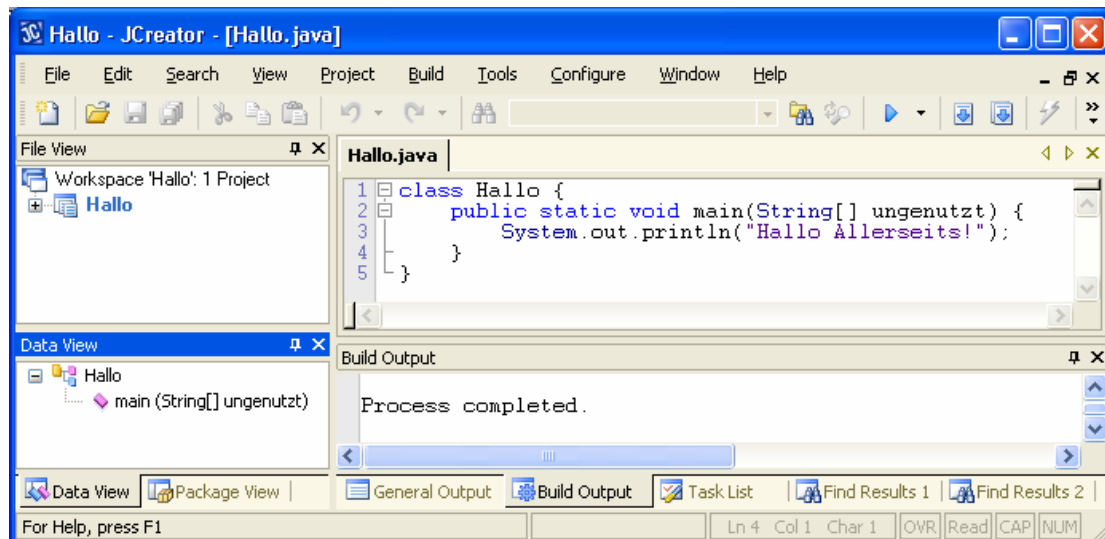 Hallo - JCreator - [Hallo.java]
File Edit Search View Project Build Tools Configure Window Help
File View
Workspace 'Hallo': 1 Project
Hallo
Hallo.java
1 class Hallo {
2 public static void main(String[] ungenutzt) {
3 System.out.println("Hallo Allerseits!");
4 }
5 }
Data View
Hallo
main (String[] ungenutzt)
Build Output
Process completed.
Data View Package View
General Output Build Output Task List Find Results 1 Find Results 2
For Help, press F1
Ln 4 Col 1 Char 1 OVR Read CAP NUM